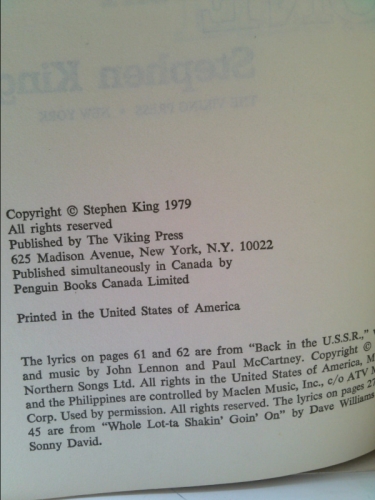 Stephen King
THE VIKING PRESS • NEW YORK
Copyright © Stephen King 1979
All rights reserved
Published by The Viking Press
625 Madison Avenue, New York, N.Y. 10022
Published simultaneously in Canada by
Penguin Books Canada Limited
Printed in the United States of America
The lyrics on pages 61 and 62 are from "Back in the U.S.S.R.,"
and music by John Lennon and Paul McCartney. Copyright ©
Northern Songs Ltd. All rights in the United States of America,
and the Philippines are controlled by Maclen Music, Inc., c/o ATV
Corp. Used by permission. All rights reserved. The lyrics on pages
45 are from "Whole Lot-ta Shakin' Goin' On" by Dave Williams
Sonny David.